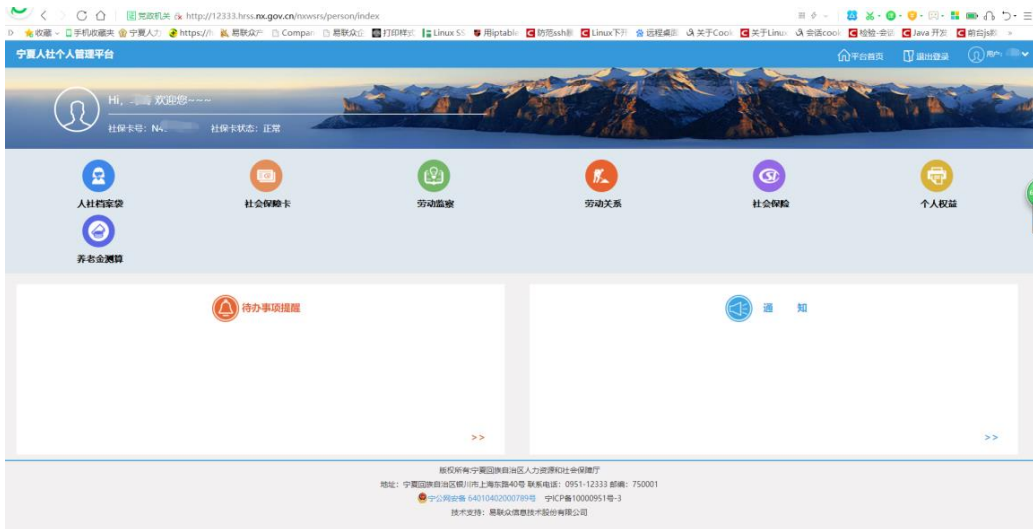 党政机关 http://12333.hrss.nx.gov.cn/nxwsrs/person/index
收藏 手机收藏夹 宁夏人力 https://h 易联众产 Compan 易联众企 打印样式 Linux SS 用iptable 防范ssh暴 Linux下开 远程桌面 关于Cook 关于Linux 会话cook 检验-会话 Java 开发 前台js即
宁夏人社个人管理平台 平台首页 退出登录 用户:
Hi, 欢迎您~~~
社保卡号: N4 社保卡状态: 正常
人社档案袋 社会保障卡 劳动监察 劳动关系 社会保险 个人权益
养老金测算
待办事项提醒 通 知
>> >>
版权所有:宁夏回族自治区人力资源和社会保障厅
地址: 宁夏回族自治区银川市上海东路40号 联系电话: 0951-12333 邮编: 750001
宁公网安备 64010402000789号 宁ICP备10000951号-3
技术支持: 易联众信息技术股份有限公司